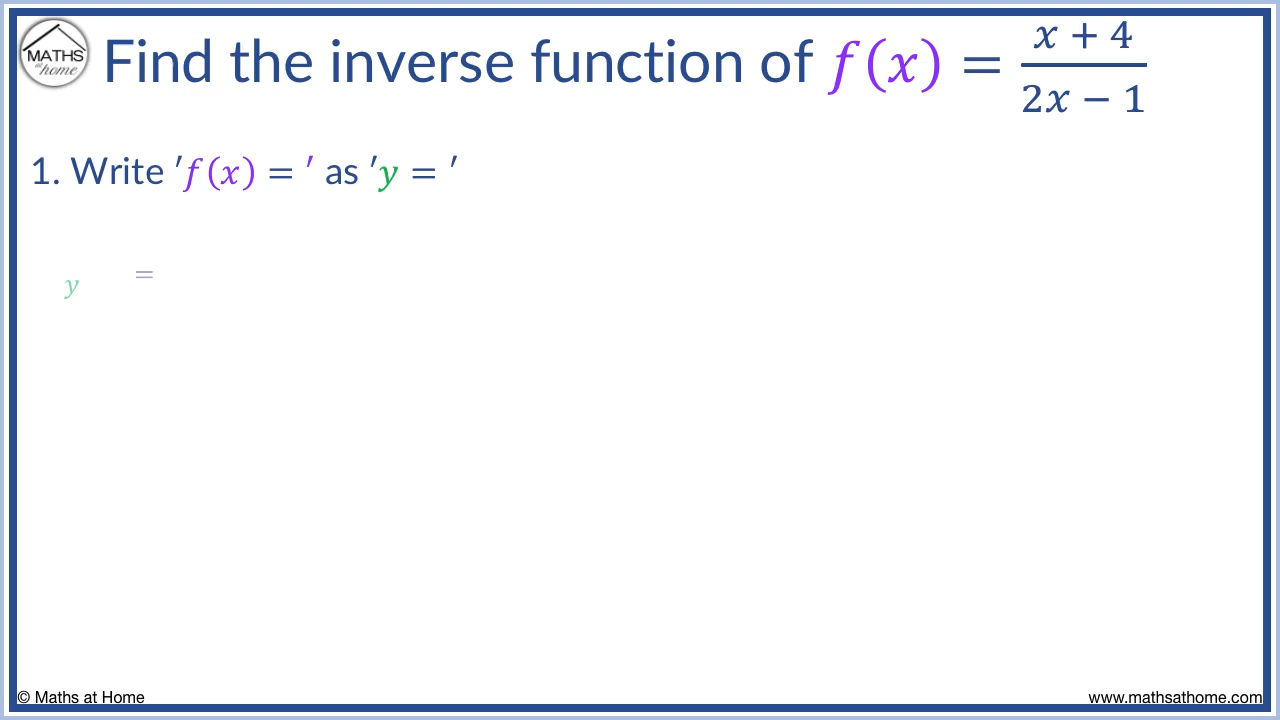 MATHS
at home
Find the inverse function of f(x) = (x + 4)/(2x − 1)
1. Write ′f(x) = ′ as ′y = ′
y =
© Maths at Home
www.mathsathome.com